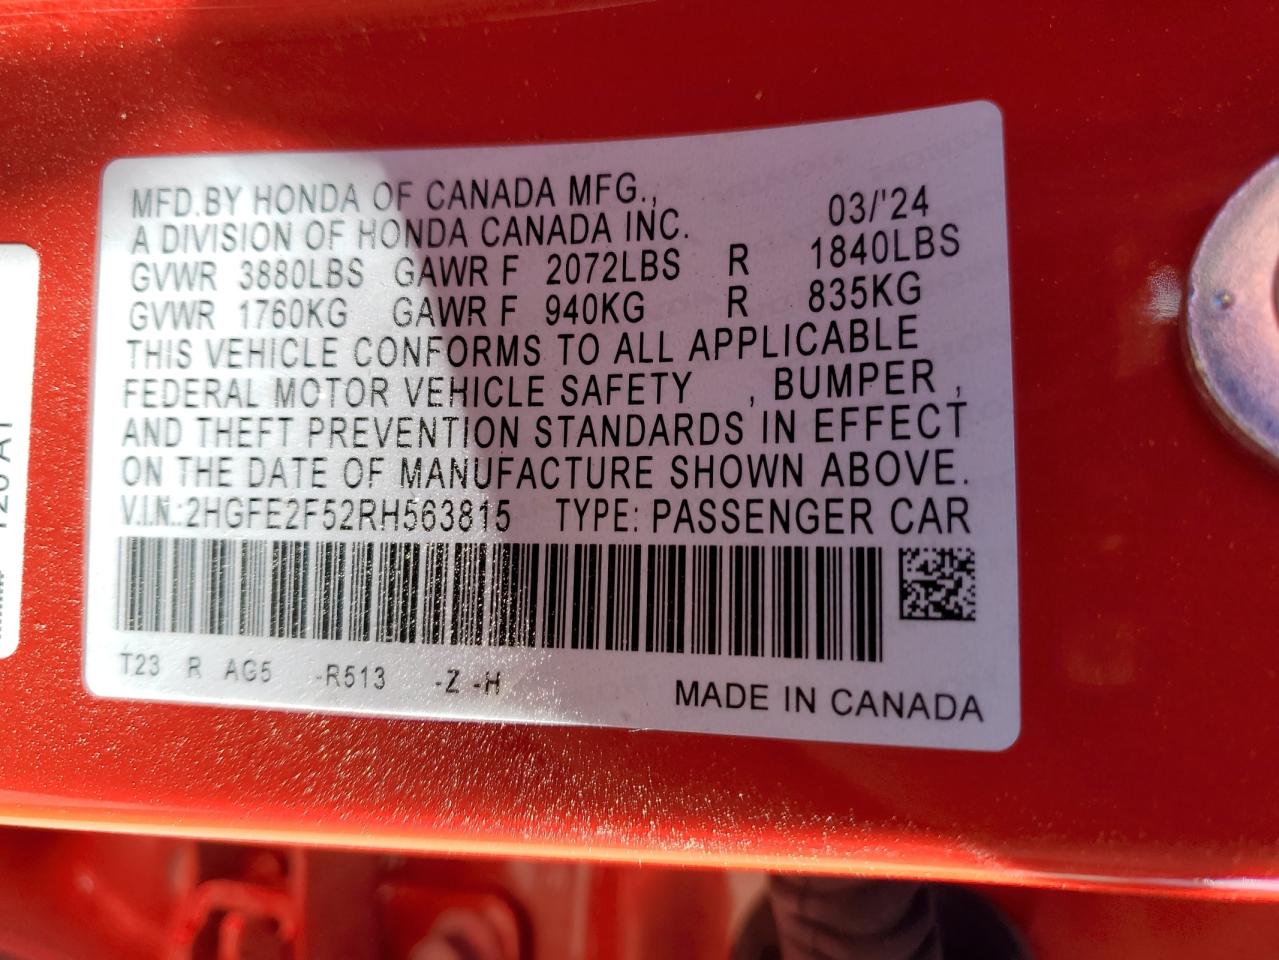 MFD.BY HONDA OF CANADA MFG.,
A DIVISION OF HONDA CANADA INC. 03/'24
GVWR 3880LBS GAWR F 2072LBS R 1840LBS
GVWR 1760KG GAWR F 940KG R 835KG
THIS VEHICLE CONFORMS TO ALL APPLICABLE
FEDERAL MOTOR VEHICLE SAFETY , BUMPER ,
AND THEFT PREVENTION STANDARDS IN EFFECT
ON THE DATE OF MANUFACTURE SHOWN ABOVE.
V.I.N.:2HGFE2F52RH563815 TYPE: PASSENGER CAR
T23 R AG5 -R513 -Z -H
MADE IN CANADA